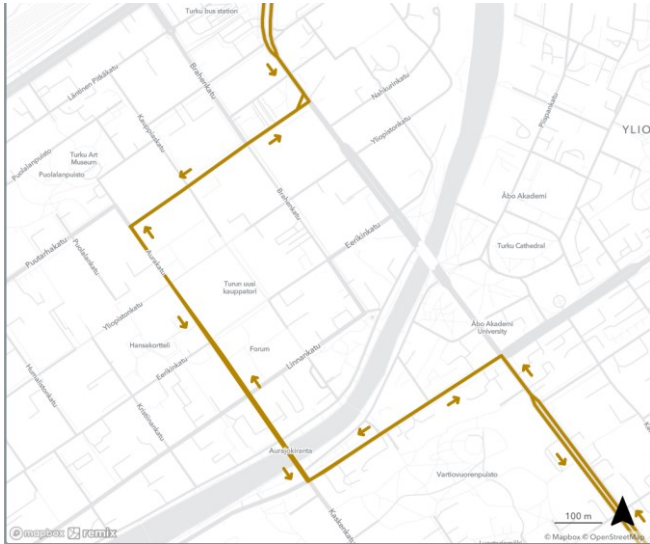 Turku bus station
Läntinen Pitkäkatu
Brahenkatu
Nahkurinkatu
Kauppiaskatu
Yliopistonkatu
Piispankatu
YLIO
Puolalanpuisto
Turku Art
Museum
Puolalanpuisto
Brahenkatu
Åbo Akademi
Puutarhakatu
Puolalankatu
Aurakatu
Eerikinkatu
Turku Cathedral
Turun uusi
kauppatori
Yliopistonkatu
Hansakortteli
Forum
Linnankatu
Åbo Akademi
University
Eerikinkatu
Humalistonkatu
Kristiinankatu
Aurajokiranta
Vartiovuorenpuisto
Kaskenkatu
100 m
mapbox remix
© Mapbox © OpenStreetMap